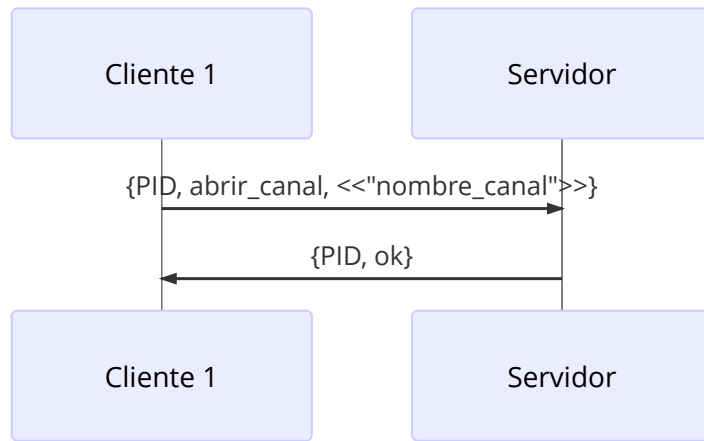 Cliente 1
Servidor
{PID, abrir_canal, <<"nombre_canal">>}
{PID, ok}
Cliente 1
Servidor